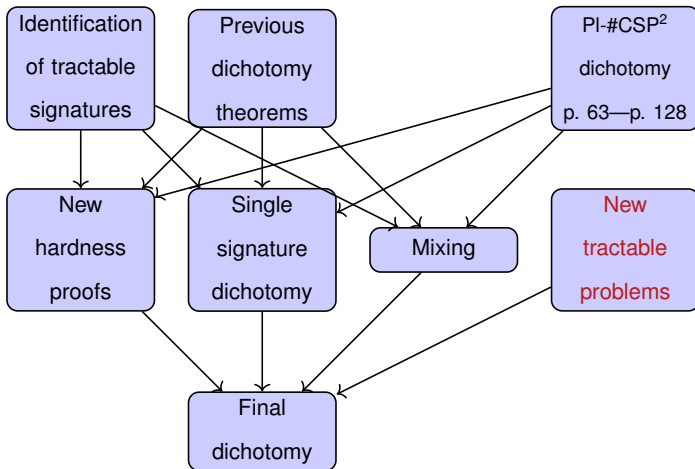 Identification
of tractable
signatures
Previous
dichotomy
theorems
Pl-#CSP²
dichotomy
p. 63—p. 128
New
hardness
proofs
Single
signature
dichotomy
Mixing
New
tractable
problems
Final
dichotomy